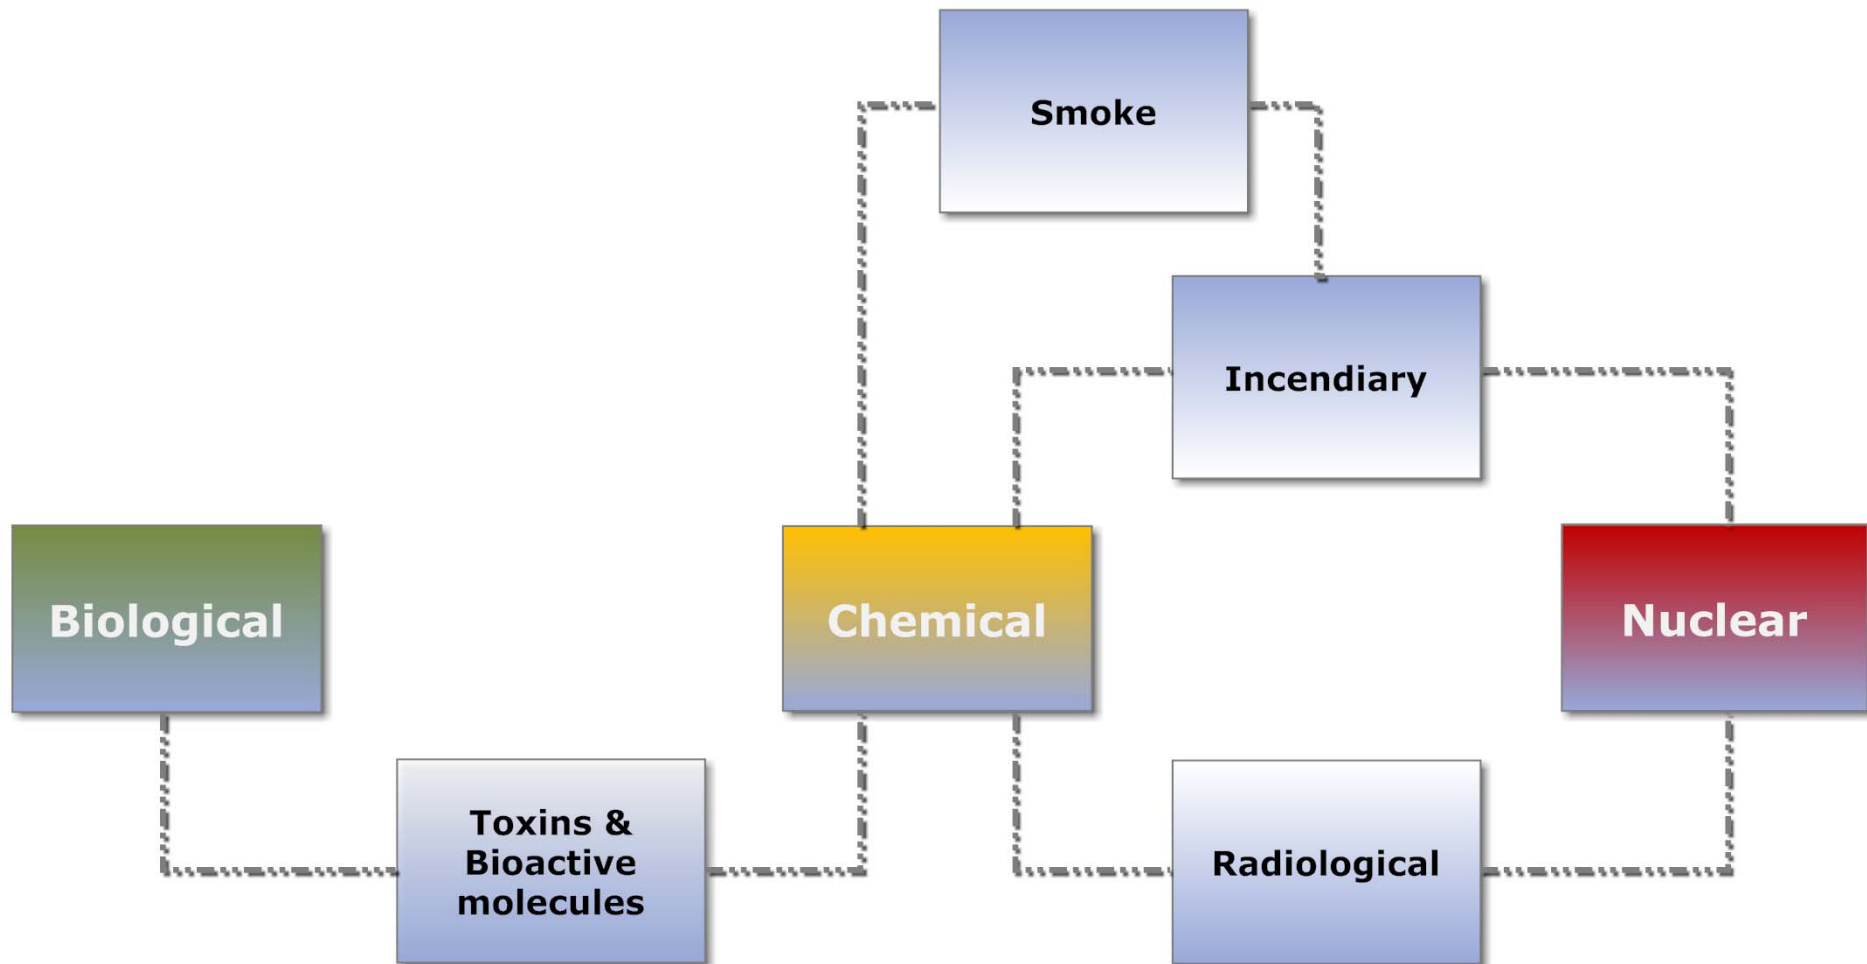 Smoke
Incendiary
Biological
Chemical
Nuclear
Toxins &
Bioactive
molecules
Radiological